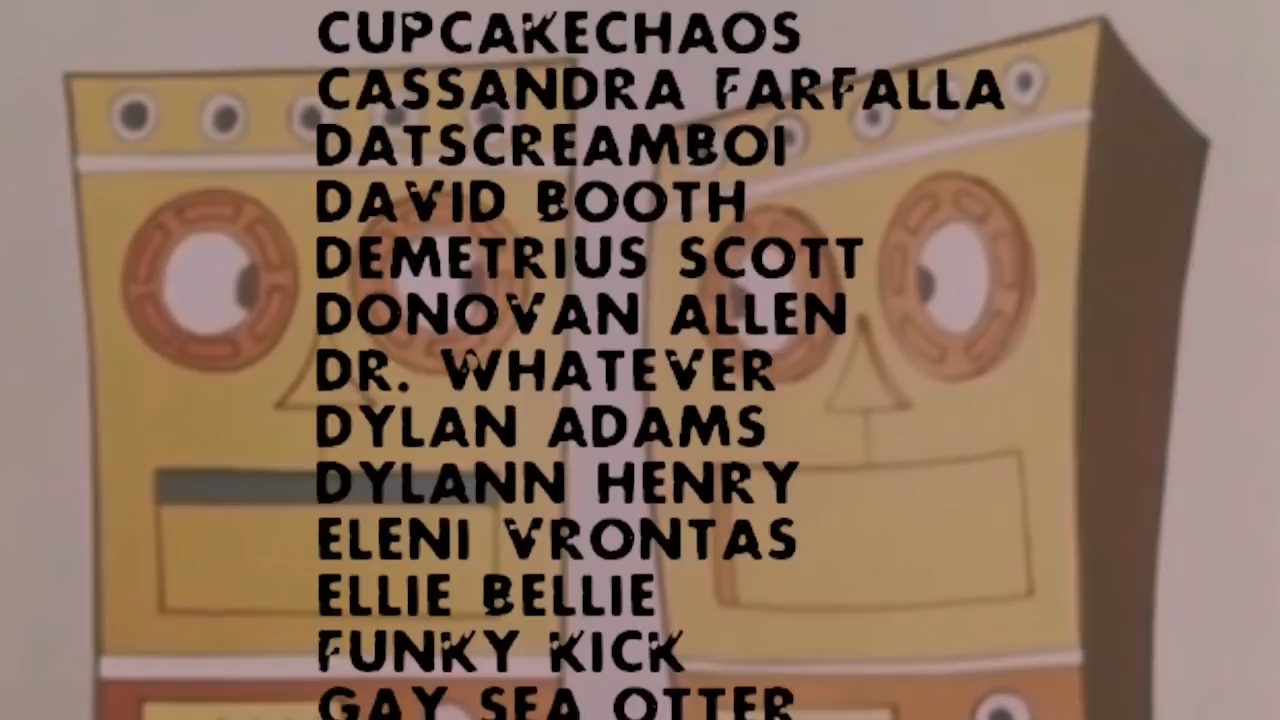 CUPCAKECHAOS
CASSANDRA FARFALLA
DATSCREAMBOI
DAVID BOOTH
DEMETRIUS SCOTT
DONOVAN ALLEN
DR. WHATEVER
DYLAN ADAMS
DYLANN HENRY
ELENI VRONTAS
ELLIE BELLIE
FUNKY KICK
GAY SEA OTTER